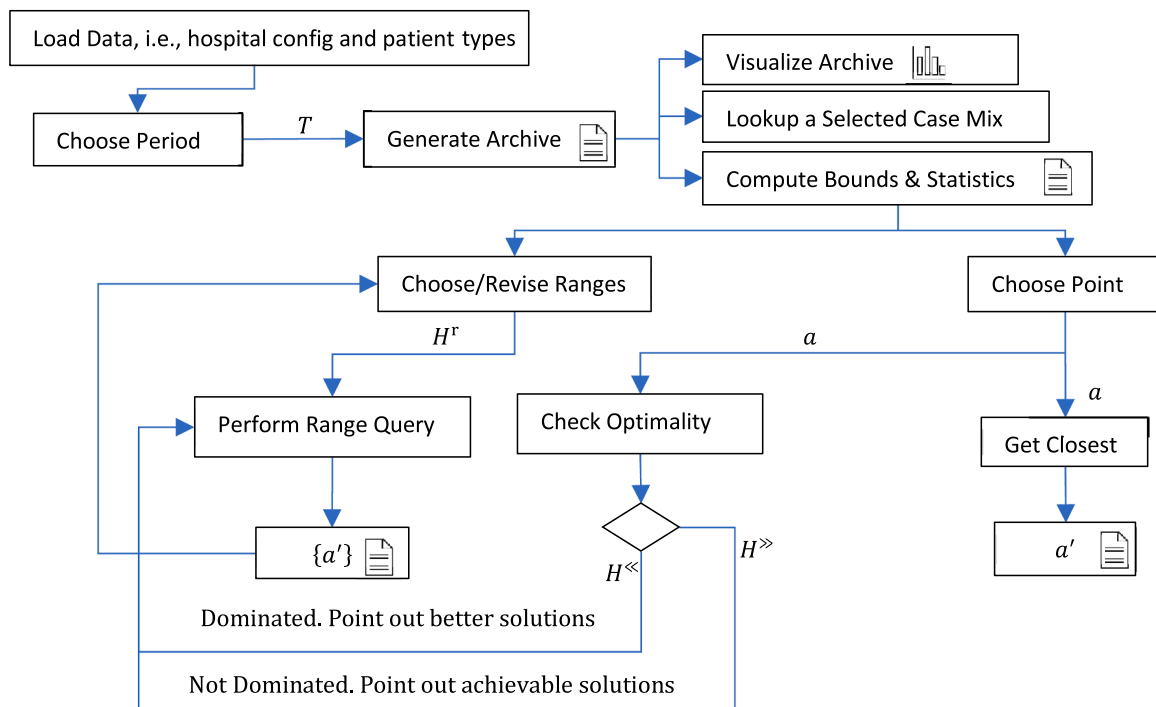 Load Data, i.e., hospital config and patient types
Visualize Archive
Lookup a Selected Case Mix
Choose Period
T
Generate Archive
Compute Bounds & Statistics
Choose/Revise Ranges
Choose Point
Hʳ
a
a
Perform Range Query
Check Optimality
Get Closest
{a′}
H≪
H≫
a′
Dominated. Point out better solutions
Not Dominated. Point out achievable solutions